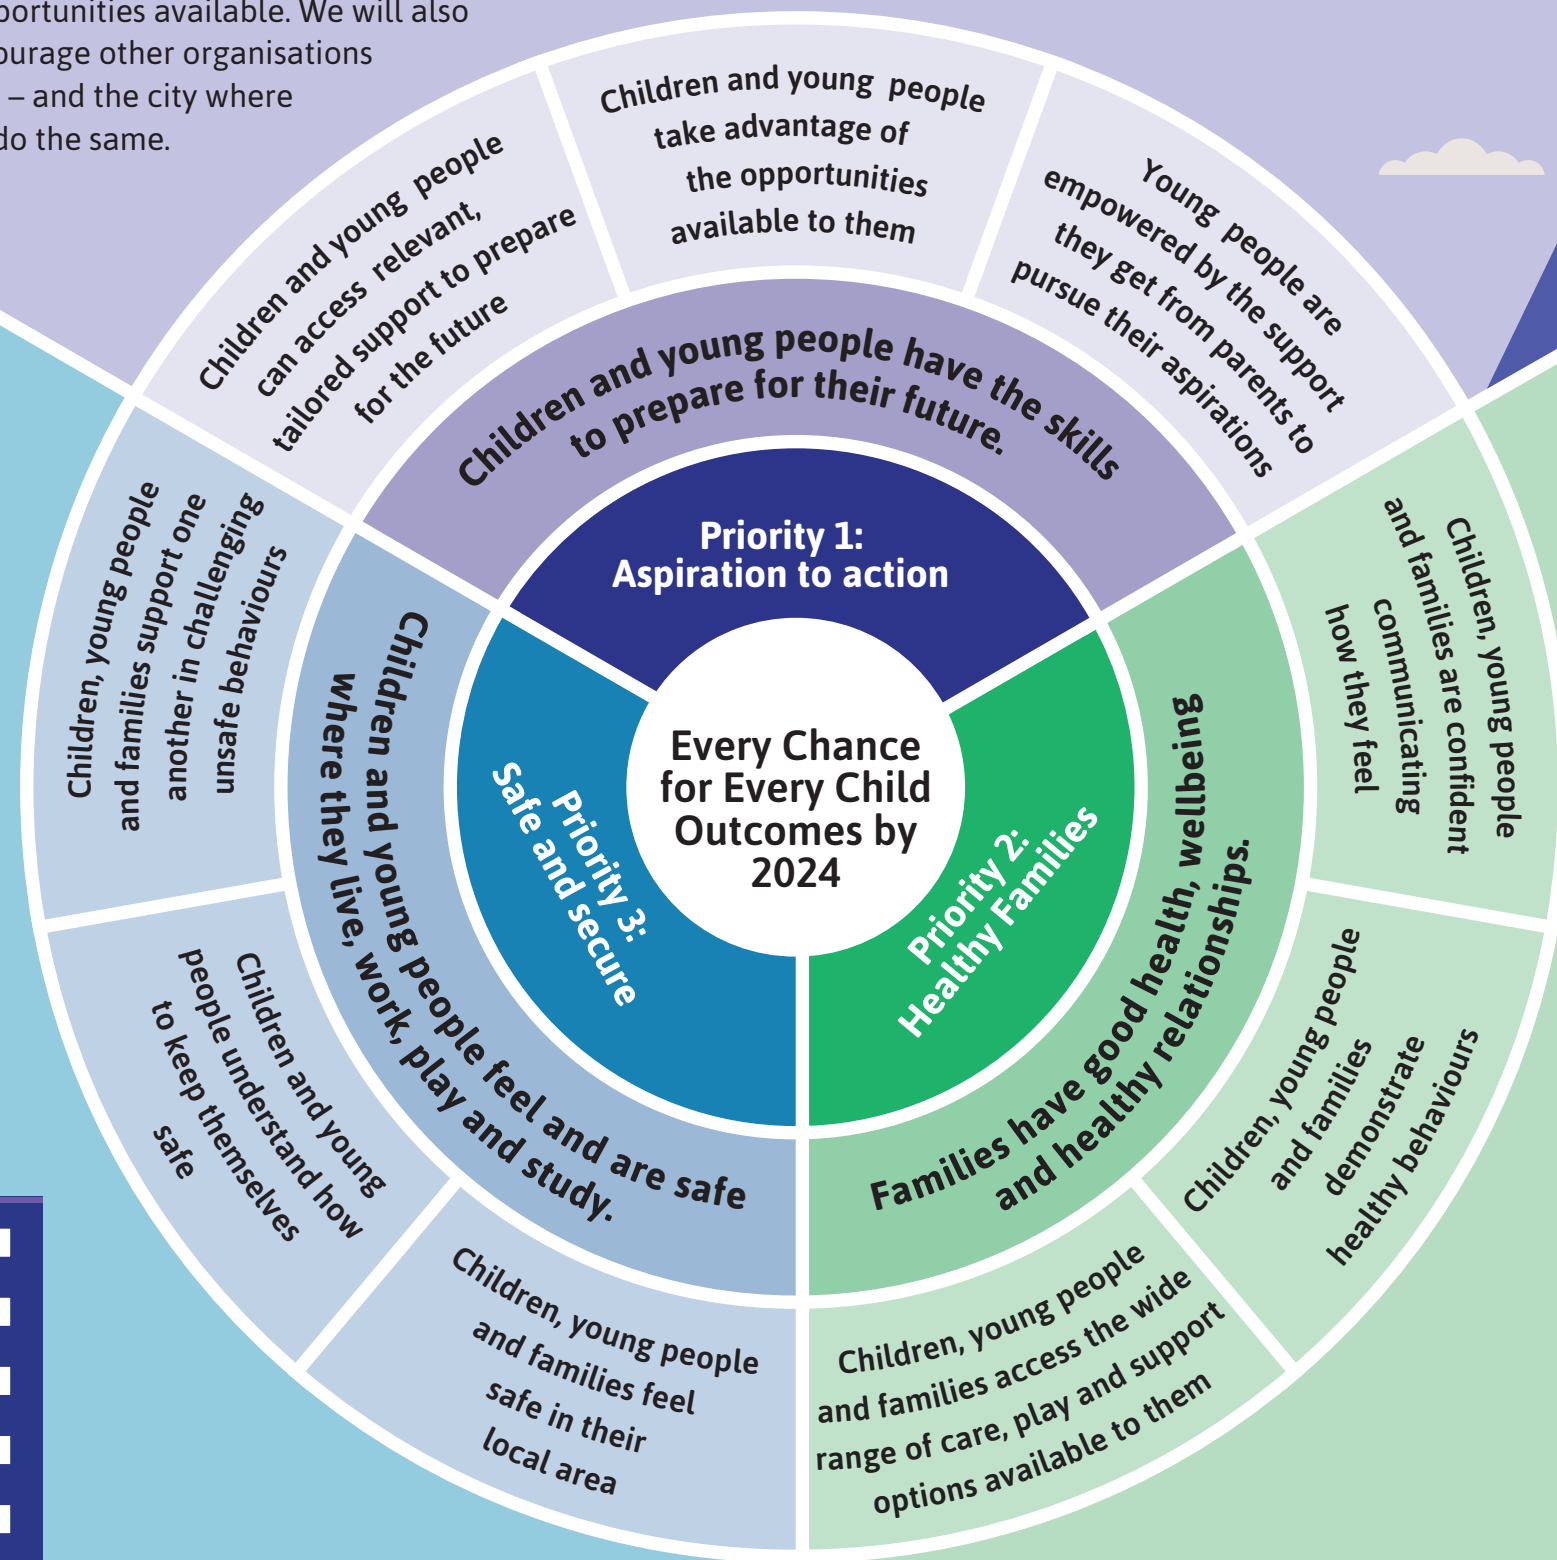 portunities available. We will also
ourage other organisations
– and the city where
do the same.
Children and young people
can access relevant,
tailored support to prepare
for the future
Children and young people
take advantage of
the opportunities
available to them
Young people are
empowered by the support
they get from parents to
pursue their aspirations
Children and young people have the skills
to prepare for their future.
Priority 1:
Aspiration to action
Every Chance
for Every Child
Outcomes by
2024
Priority 2:
Healthy Families
Families have good health, wellbeing
and healthy relationships.
Children, young people
and families are confident
communicating
how they feel
Children, young people
and families
demonstrate
healthy behaviours
Children, young people
and families access the wide
range of care, play and support
options available to them
Priority 3:
Safe and secure
Children and young people feel and are safe
where they live, work, play and study.
Children, young people
and families feel
safe in their
local area
Children and young
people understand how
to keep themselves
safe
Children, young people
and families support one
another in challenging
unsafe behaviours